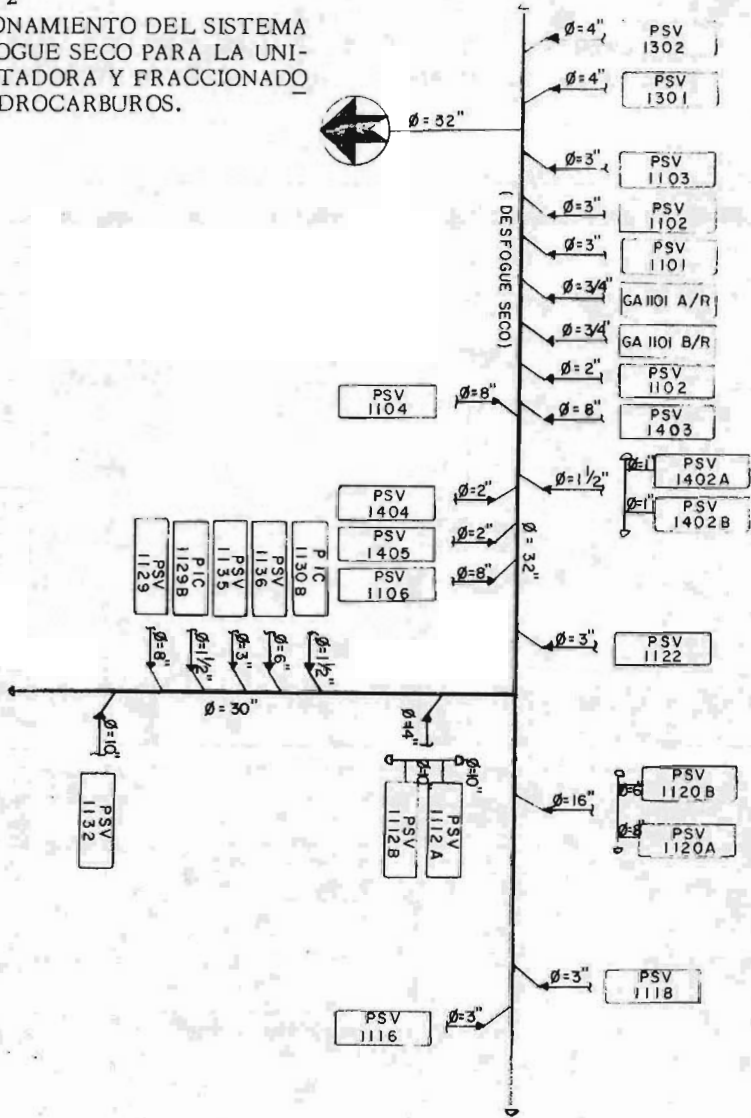 2
ONAMIENTO DEL SISTEMA
OGUE SECO PARA LA UNI-
TADORA Y FRACCIONADO
DROCARBUROS.
Ø=32"
(DESFOGUE SECO)
Ø=4"
PSV
1302
Ø=4"
PSV
1301
Ø=3"
PSV
1103
Ø=3"
PSV
1102
Ø=3"
PSV
1101
Ø=3/4"
GA 1101 A/R
Ø=3/4"
GA 1101 B/R
Ø=2"
PSV
1102
Ø=8"
PSV
1403
PSV
1104
Ø=8"
Ø=1 1/2"
Ø=1"
PSV
1402A
Ø=1"
PSV
1402B
PSV
1404
Ø=2"
PSV
1405
Ø=2"
PSV
1106
Ø=8"
Ø=32"
Ø=3"
PSV
1122
PSV
1129
PIC
1129B
PSV
1135
PSV
1136
PIC
1130B
Ø=8"
Ø=1 1/2"
Ø=3"
Ø=6"
Ø=1 1/2"
Ø=30"
Ø=10"
PSV
1132
Ø=4"
Ø=10"
PSV
1112B
PSV
1112A
Ø=16"
PSV
1120B
Ø=8"
PSV
1120A
Ø=3"
PSV
1118
PSV
1116
Ø=3"